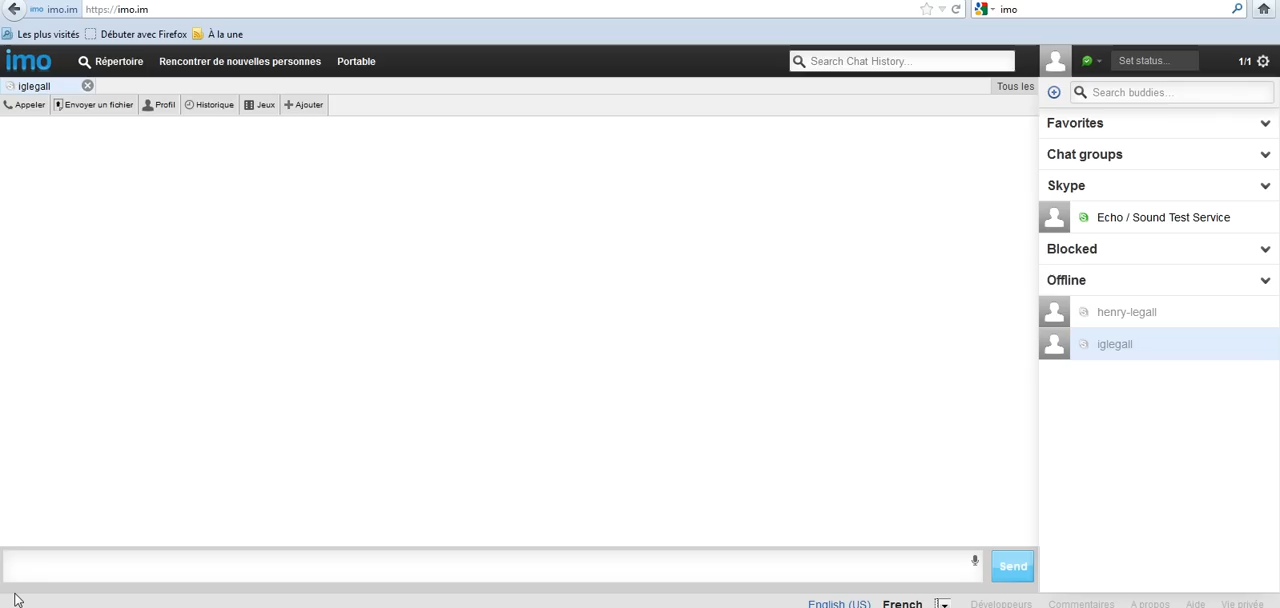 imo imo.im https://imo.im imo
Les plus visités Débuter avec Firefox À la une
imo Répertoire Rencontrer de nouvelles personnes Portable Search Chat History... Set status... 1/1
iglegall Tous les Search buddies...
Appeler Envoyer un fichier Profil Historique Jeux Ajouter
Favorites
Chat groups
Skype
Echo / Sound Test Service
Blocked
Offline
henry-legall
iglegall
Send
English (US) French Développeurs Commentaires A propos Aide Vie privée